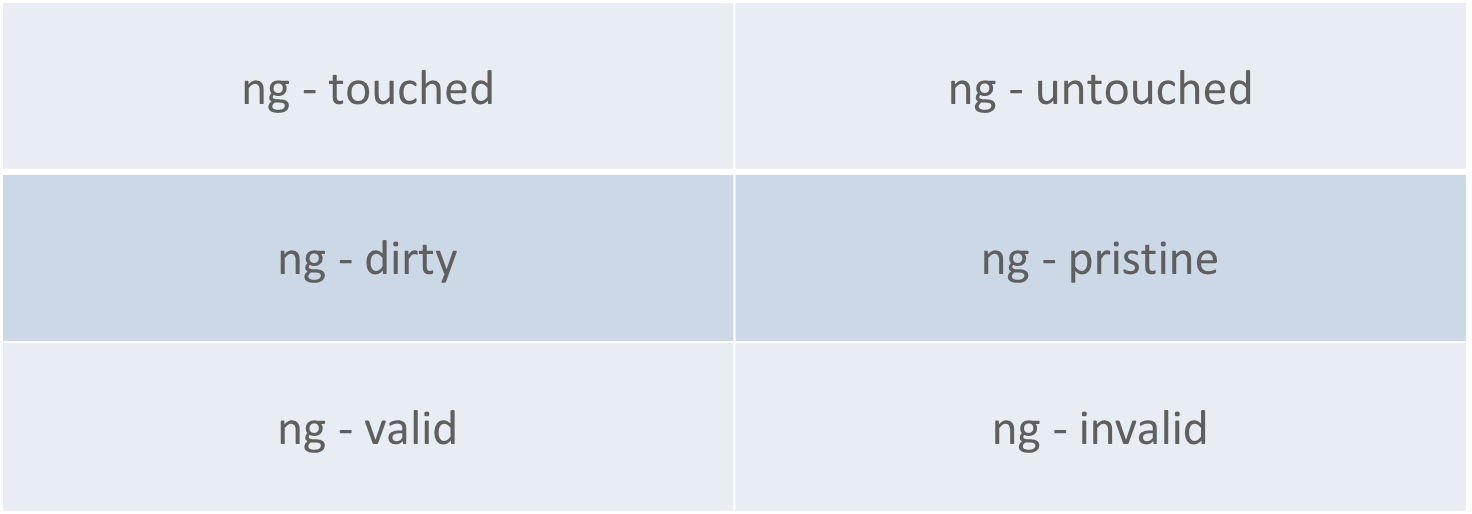 ng - touched
ng - untouched
ng - dirty
ng - pristine
ng - valid
ng - invalid